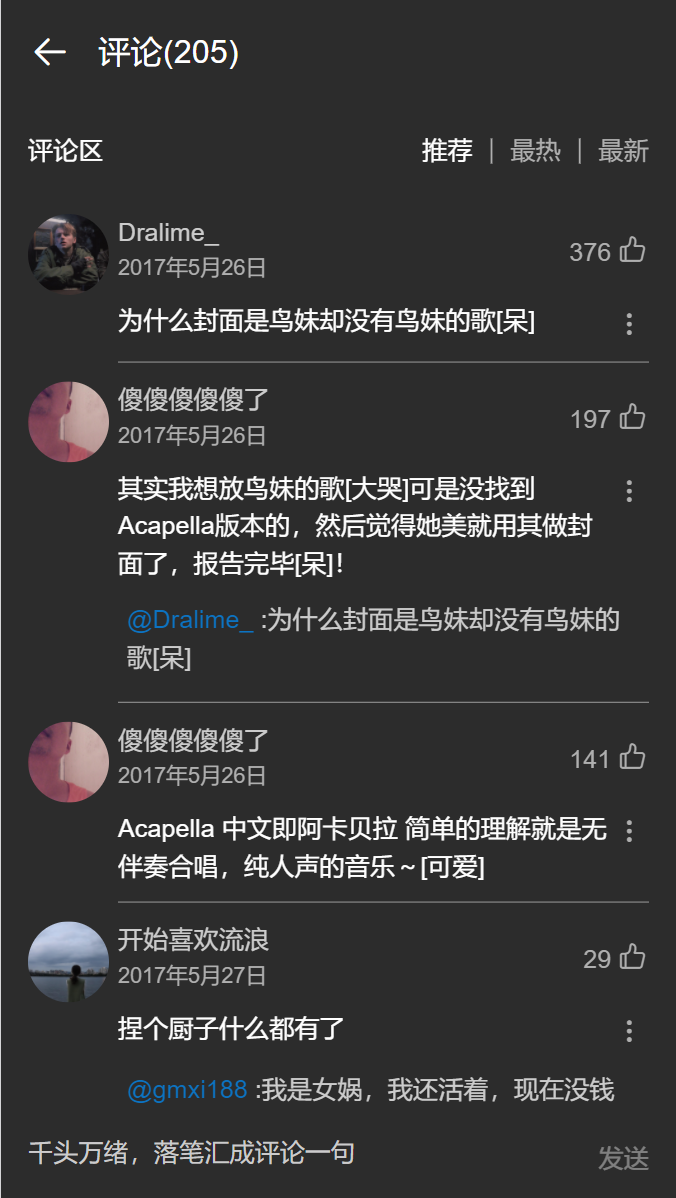 评论(205)
评论区
推荐 | 最热 | 最新
Dralime_
2017年5月26日
376
为什么封面是鸟妹却没有鸟妹的歌[呆]
傻傻傻傻傻了
2017年5月26日
197
其实我想放鸟妹的歌[大哭]可是没找到
Acapella版本的，然后觉得她美就用其做封
面了，报告完毕[呆]！
@Dralime_ :为什么封面是鸟妹却没有鸟妹的
歌[呆]
傻傻傻傻傻了
2017年5月26日
141
Acapella 中文即阿卡贝拉 简单的理解就是无
伴奏合唱，纯人声的音乐～[可爱]
开始喜欢流浪
2017年5月27日
29
捏个厨子什么都有了
@gmxi188 :我是女娲，我还活着，现在没钱
千头万绪，落笔汇成评论一句
发送